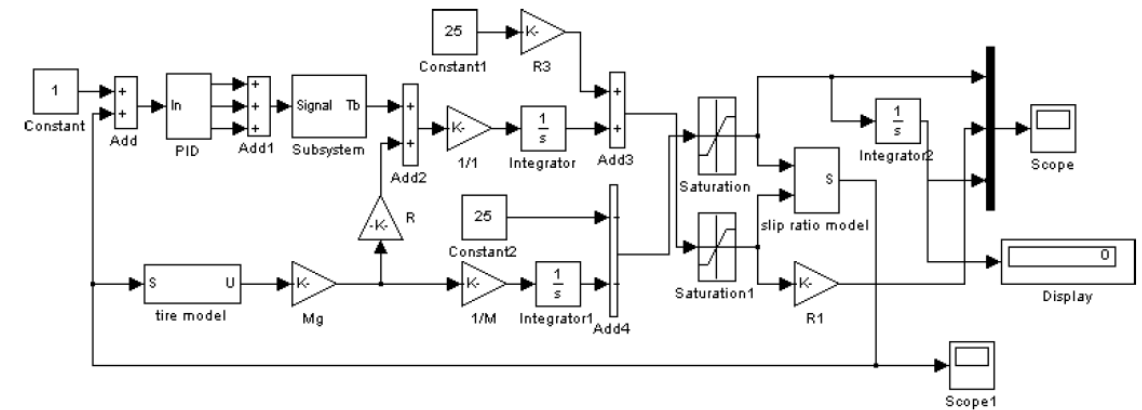 25
K-
Constant1
R3
1
Constant
+
+
Add
In
PID
+
+
+
Add1
Signal Tb
Subsystem
+
+
Add2
K-
1/1
1
s
Integrator
+
+
Add3
Saturation
S
slip ratio model
1
s
Integrator2
Scope
-K-
R
25
Constant2
S U
tire model
K-
Mg
K-
1/M
1
s
Integrator1
Add4
Saturation1
K-
R1
0
Display
Scope1